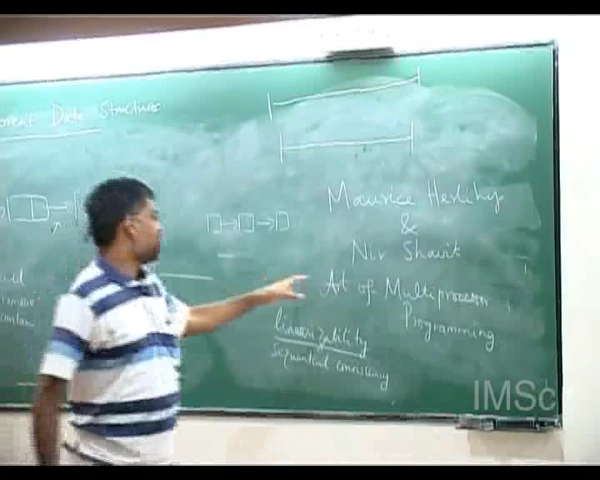 Data Structures
Maurice Herlihy
&
Nir Shavit
Art of Multiprocessor
Programming
linearizability
sequential consistency
IMSc